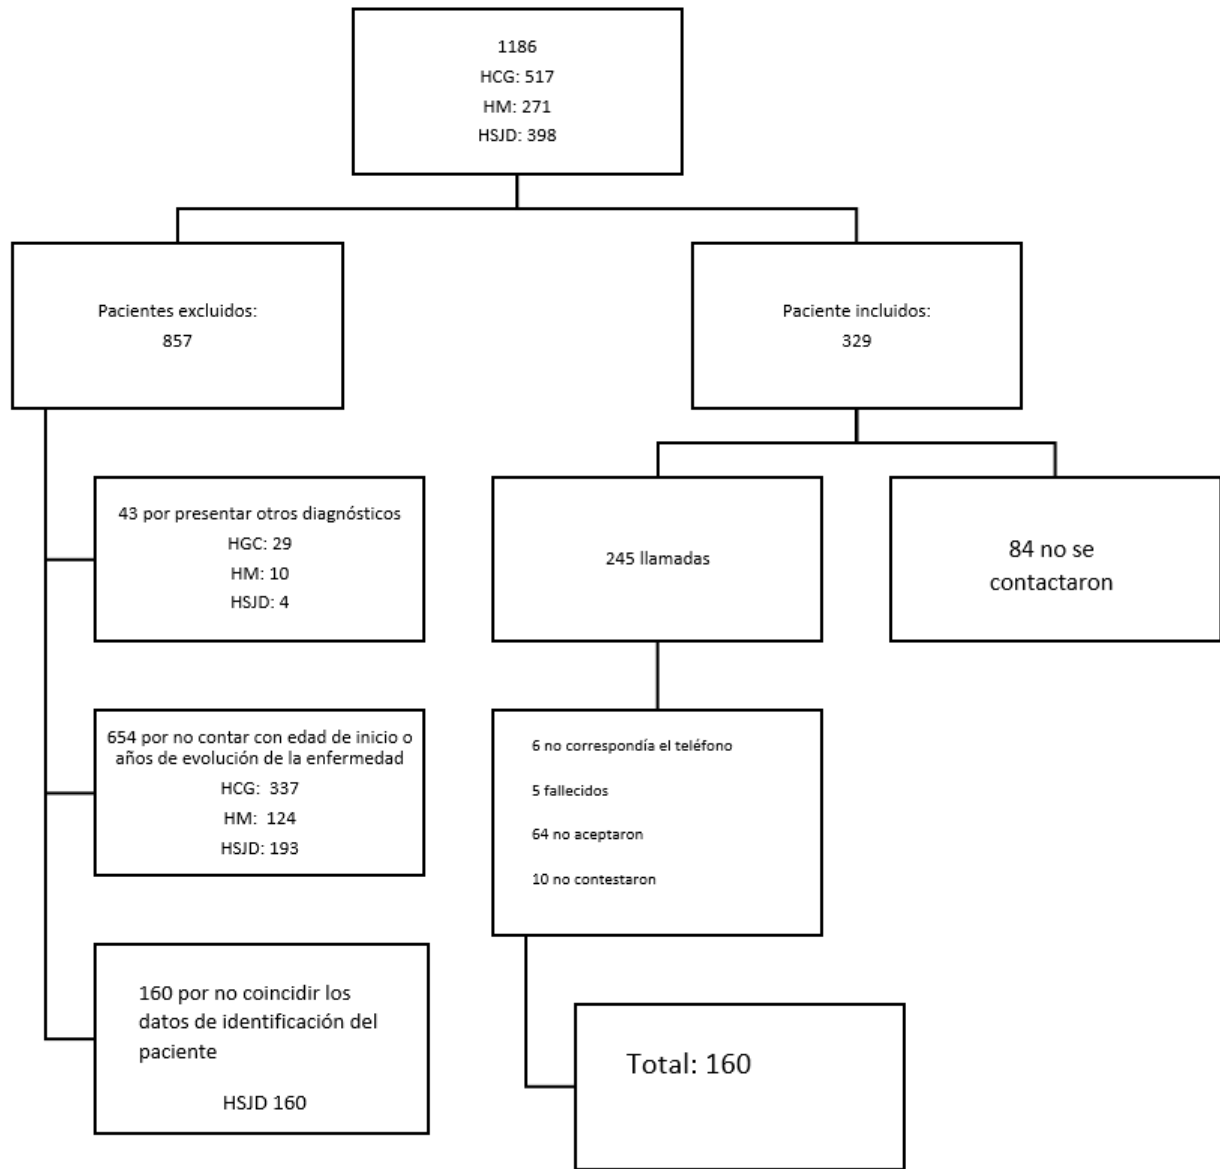 1186
HCG: 517
HM: 271
HSJD: 398
Pacientes excluidos:
857
Paciente incluidos:
329
43 por presentar otros diagnósticos
HGC: 29
HM: 10
HSJD: 4
245 llamadas
84 no se
contactaron
654 por no contar con edad de inicio o
años de evolución de la enfermedad
HCG: 337
HM: 124
HSJD: 193
6 no correspondía el teléfono
5 fallecidos
64 no aceptaron
10 no contestaron
160 por no coincidir los
datos de identificación del
paciente
HSJD 160
Total: 160